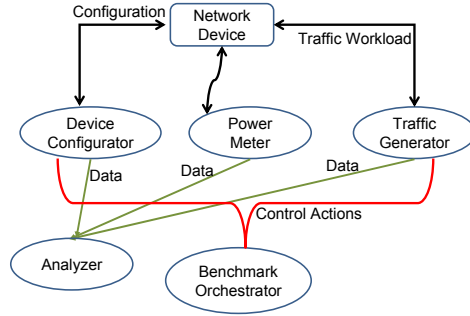 Configuration
Network
Device
Traffic Workload
Device
Configurator
Power
Meter
Traffic
Generator
Data
Data
Data
Control Actions
Analyzer
Benchmark
Orchestrator